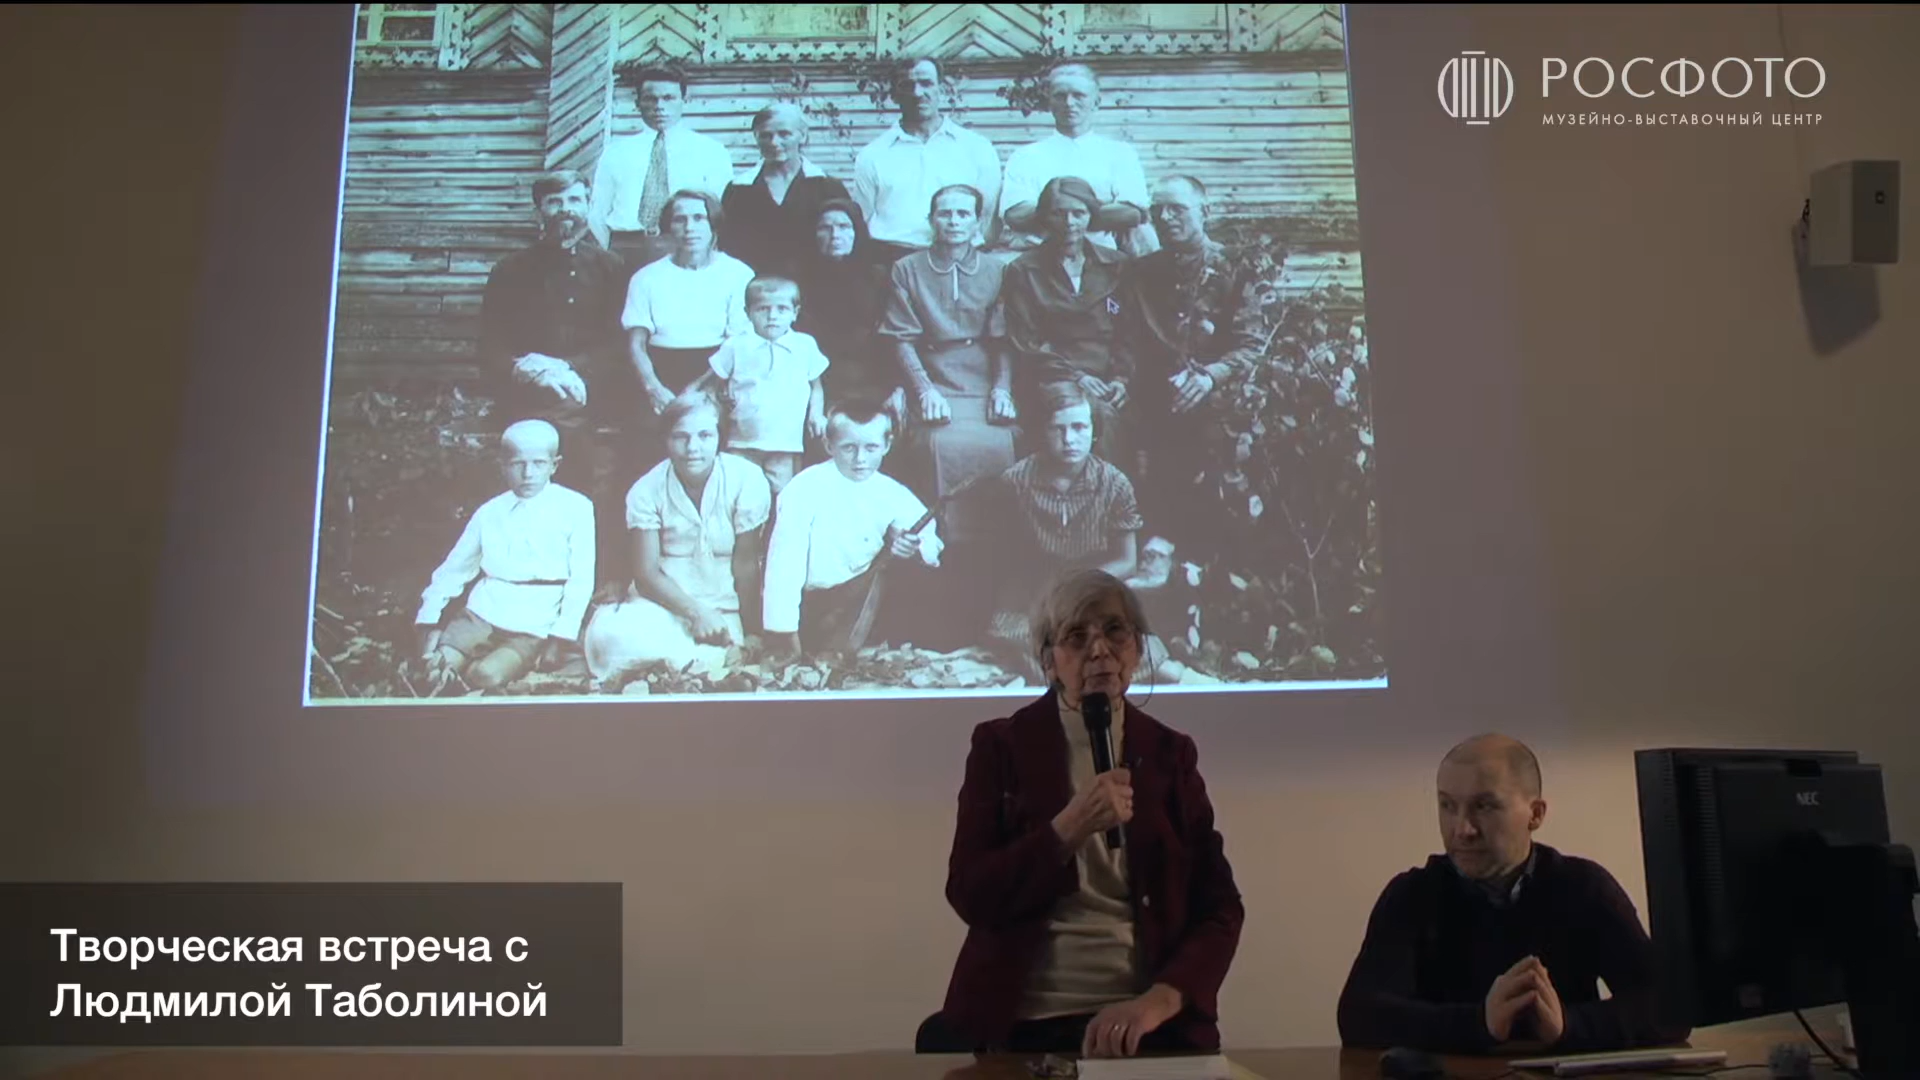 РОСФОТО
МУЗЕЙНО-ВЫСТАВОЧНЫЙ ЦЕНТР
NEC
Творческая встреча с
Людмилой Таболиной